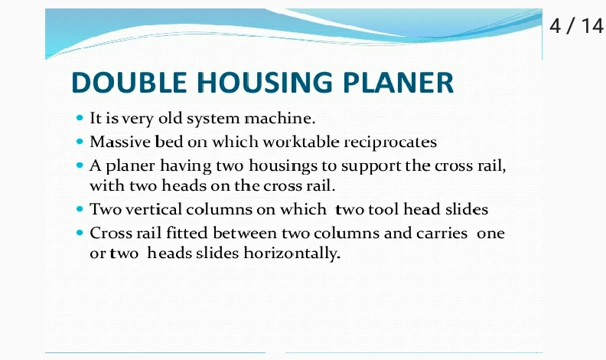 4 / 14
DOUBLE HOUSING PLANER
• It is very old system machine.
• Massive bed on which worktable reciprocates
• A planer having two housings to support the cross rail,
with two heads on the cross rail.
• Two vertical columns on which two tool head slides
• Cross rail fitted between two columns and carries one
or two heads slides horizontally.